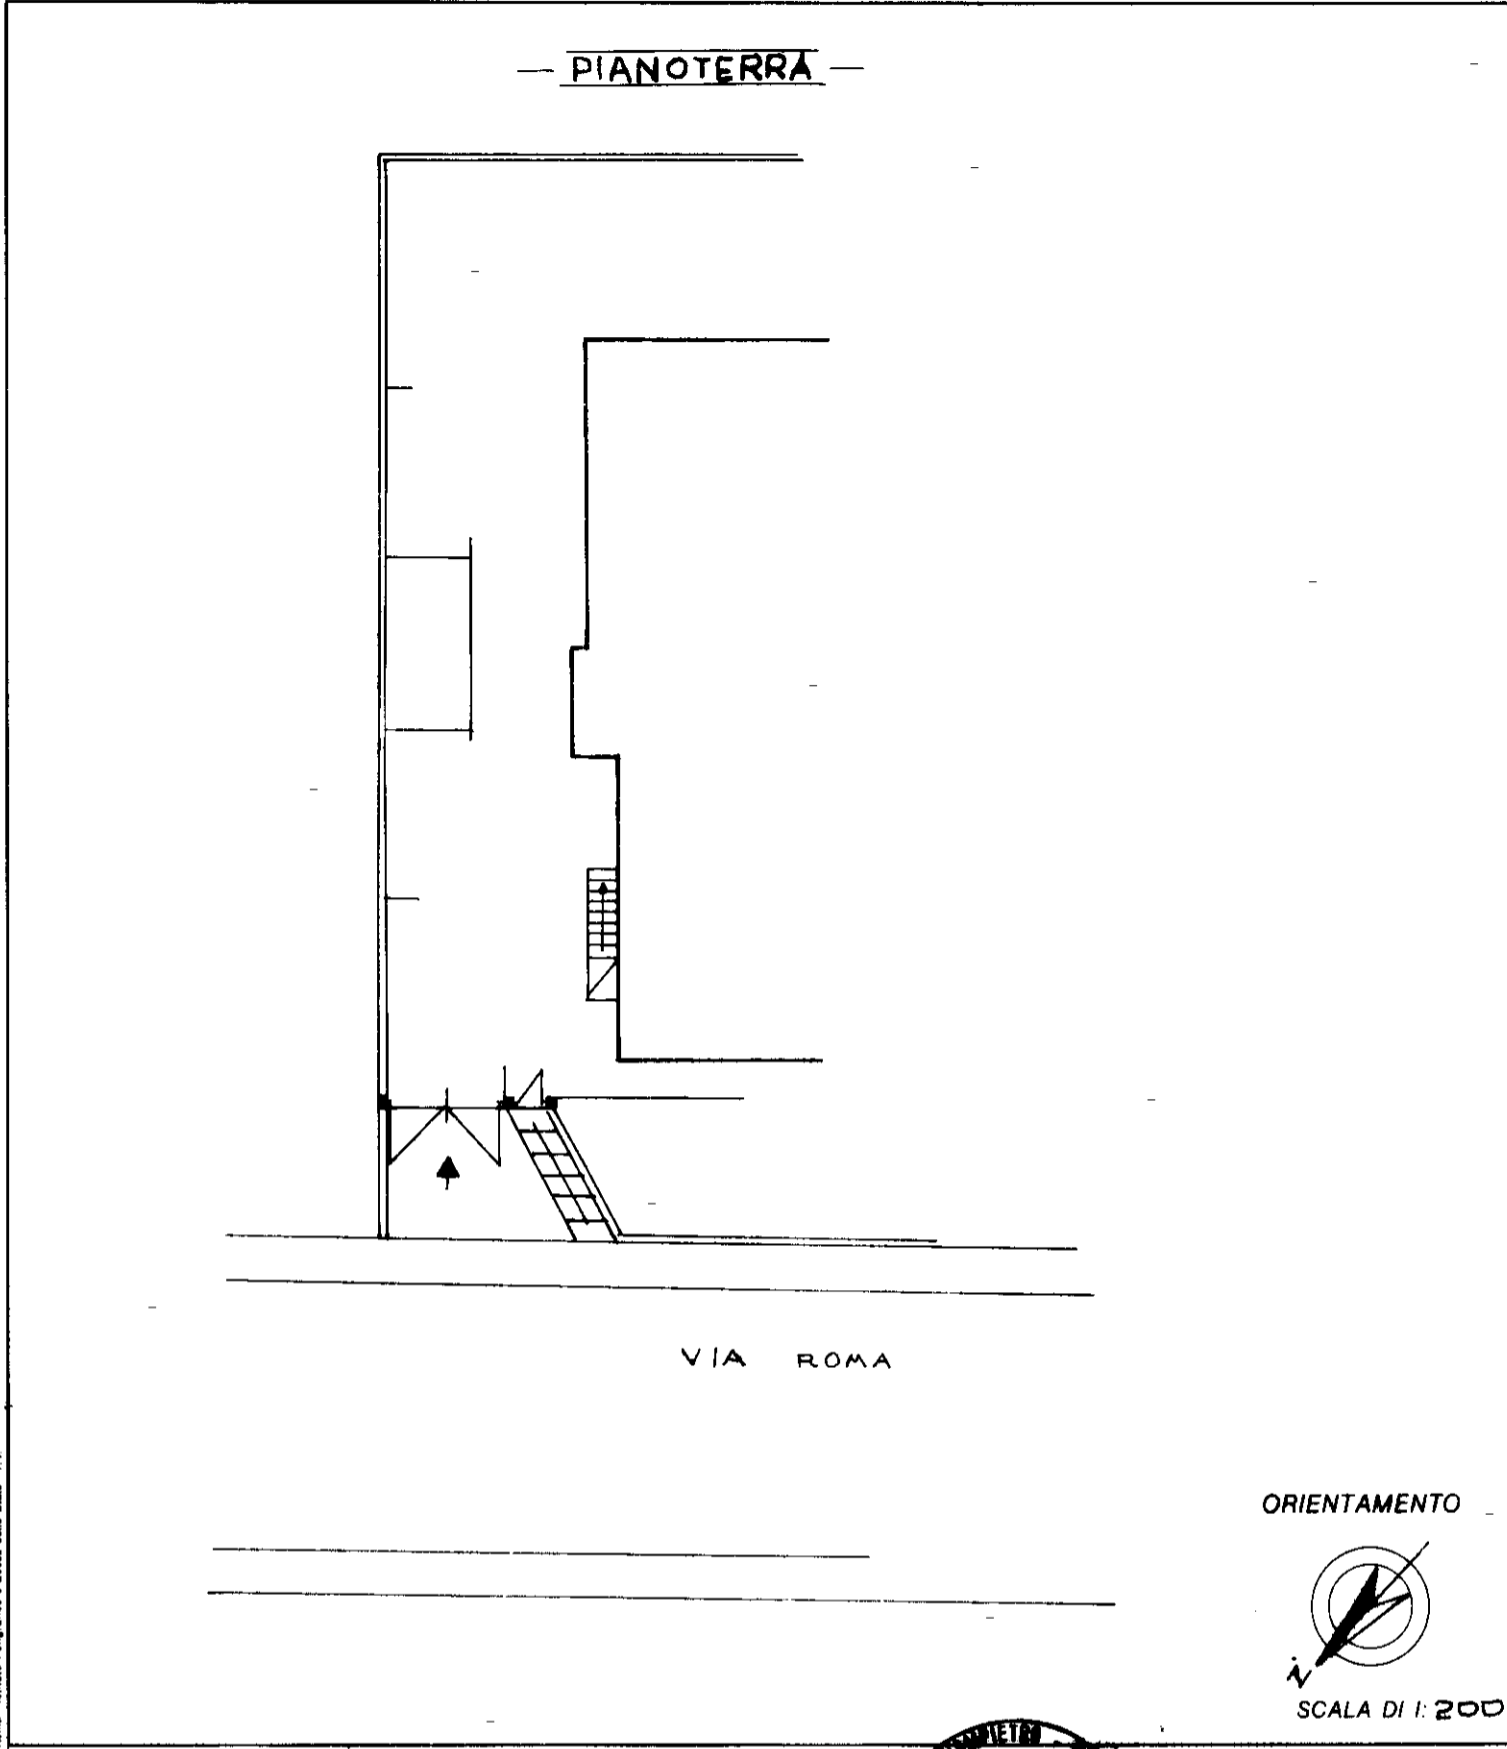 — PIANOTERRA —
VIA ROMA
ORIENTAMENTO
N
SCALA DI 1: 200